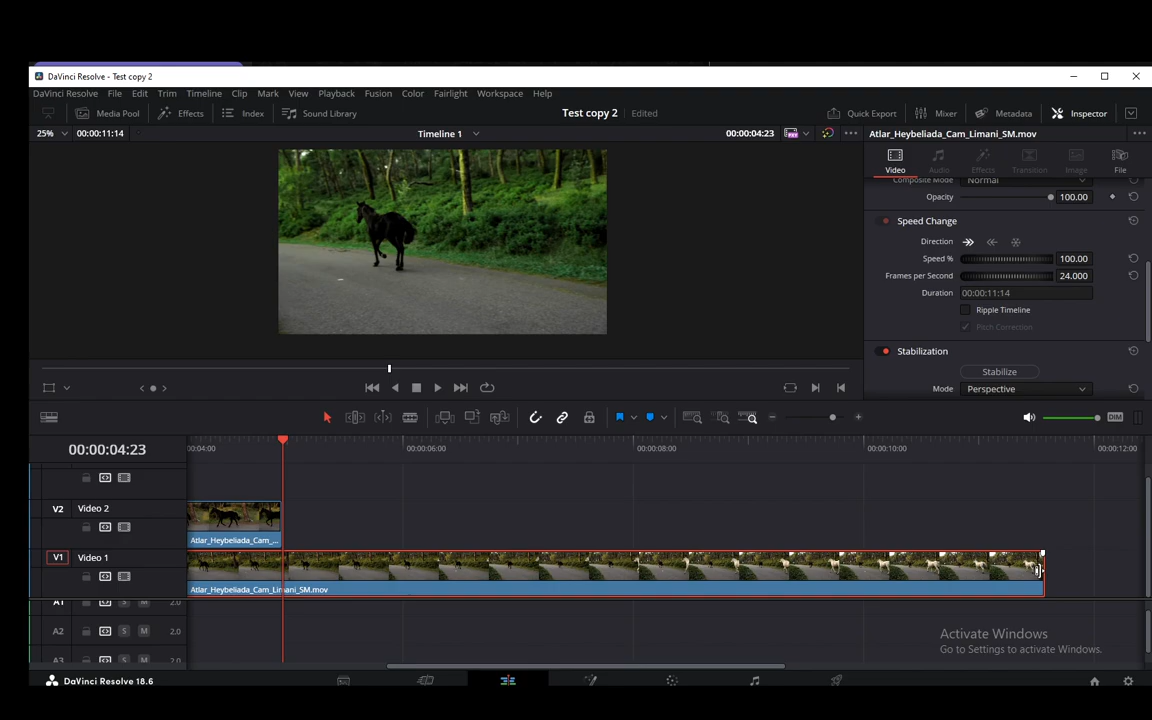 DaVinci Resolve - Test copy 2
DaVinci Resolve File Edit Trim Timeline Clip Mark View Playback Fusion Color Fairlight Workspace Help
Media Pool Effects Index Sound Library Test copy 2 Edited Quick Export Mixer Metadata Inspector
25% 00:00:11:14 Timeline 1 00:00:04:23 Atlar_Heybeliada_Cam_Limani_SM.mov
Video Audio Effects Transition Image File
Composite Mode Normal
Opacity 100.00
Speed Change
Direction
Speed % 100.00
Frames per Second 24.000
Duration 00:00:11:14
Ripple Timeline
Pitch Correction
Stabilization
Stabilize
Mode Perspective
DIM
00:00:04:23 00:04:00 00:00:06:00 00:00:08:00 00:00:10:00 00:00:12:00
V2 Video 2
Atlar_Heybeliada_Cam_...
V1 Video 1
Atlar_Heybeliada_Cam_Limani_SM.mov
A1 S M 2.0
A2 S M 2.0
A3 S M 2.0
Activate Windows
Go to Settings to activate Windows.
DaVinci Resolve 18.6